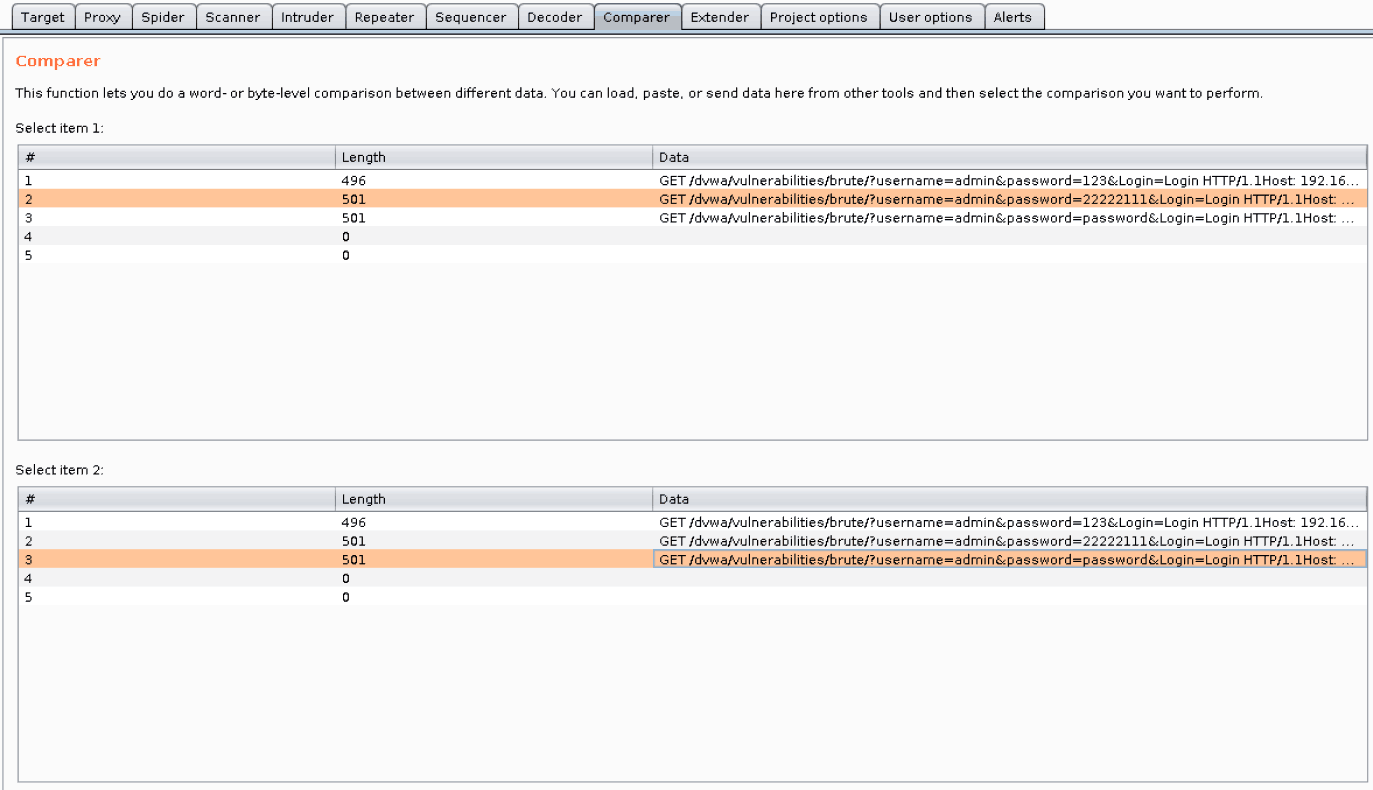 Target Proxy Spider Scanner Intruder Repeater Sequencer Decoder Comparer Extender Project options User options Alerts
Comparer
This function lets you do a word- or byte-level comparison between different data. You can load, paste, or send data here from other tools and then select the comparison you want to perform.
Select item 1:
# Length Data
1 496 GET /dvwa/vulnerabilities/brute/?username=admin&password=123&Login=Login HTTP/1.1Host: 192.16...
2 501 GET /dvwa/vulnerabilities/brute/?username=admin&password=22222111&Login=Login HTTP/1.1Host: ...
3 501 GET /dvwa/vulnerabilities/brute/?username=admin&password=password&Login=Login HTTP/1.1Host: ...
4 0
5 0
Select item 2:
# Length Data
1 496 GET /dvwa/vulnerabilities/brute/?username=admin&password=123&Login=Login HTTP/1.1Host: 192.16...
2 501 GET /dvwa/vulnerabilities/brute/?username=admin&password=22222111&Login=Login HTTP/1.1Host: ...
3 501 GET /dvwa/vulnerabilities/brute/?username=admin&password=password&Login=Login HTTP/1.1Host: ...
4 0
5 0